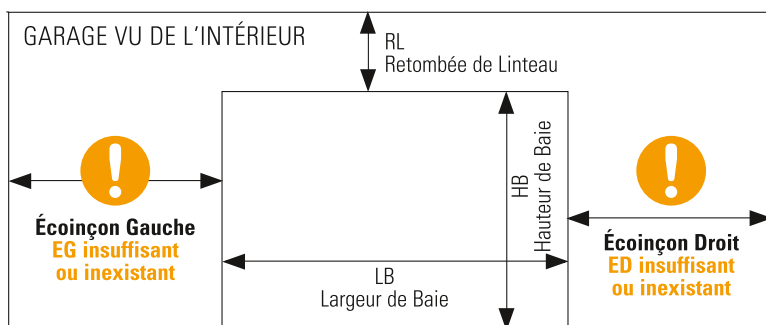 GARAGE VU DE L'INTÉRIEUR
RL
Retombée de Linteau
!
Écoinçon Gauche
EG insuffisant
ou inexistant
HB
Hauteur de Baie
LB
Largeur de Baie
!
Écoinçon Droit
ED insuffisant
ou inexistant